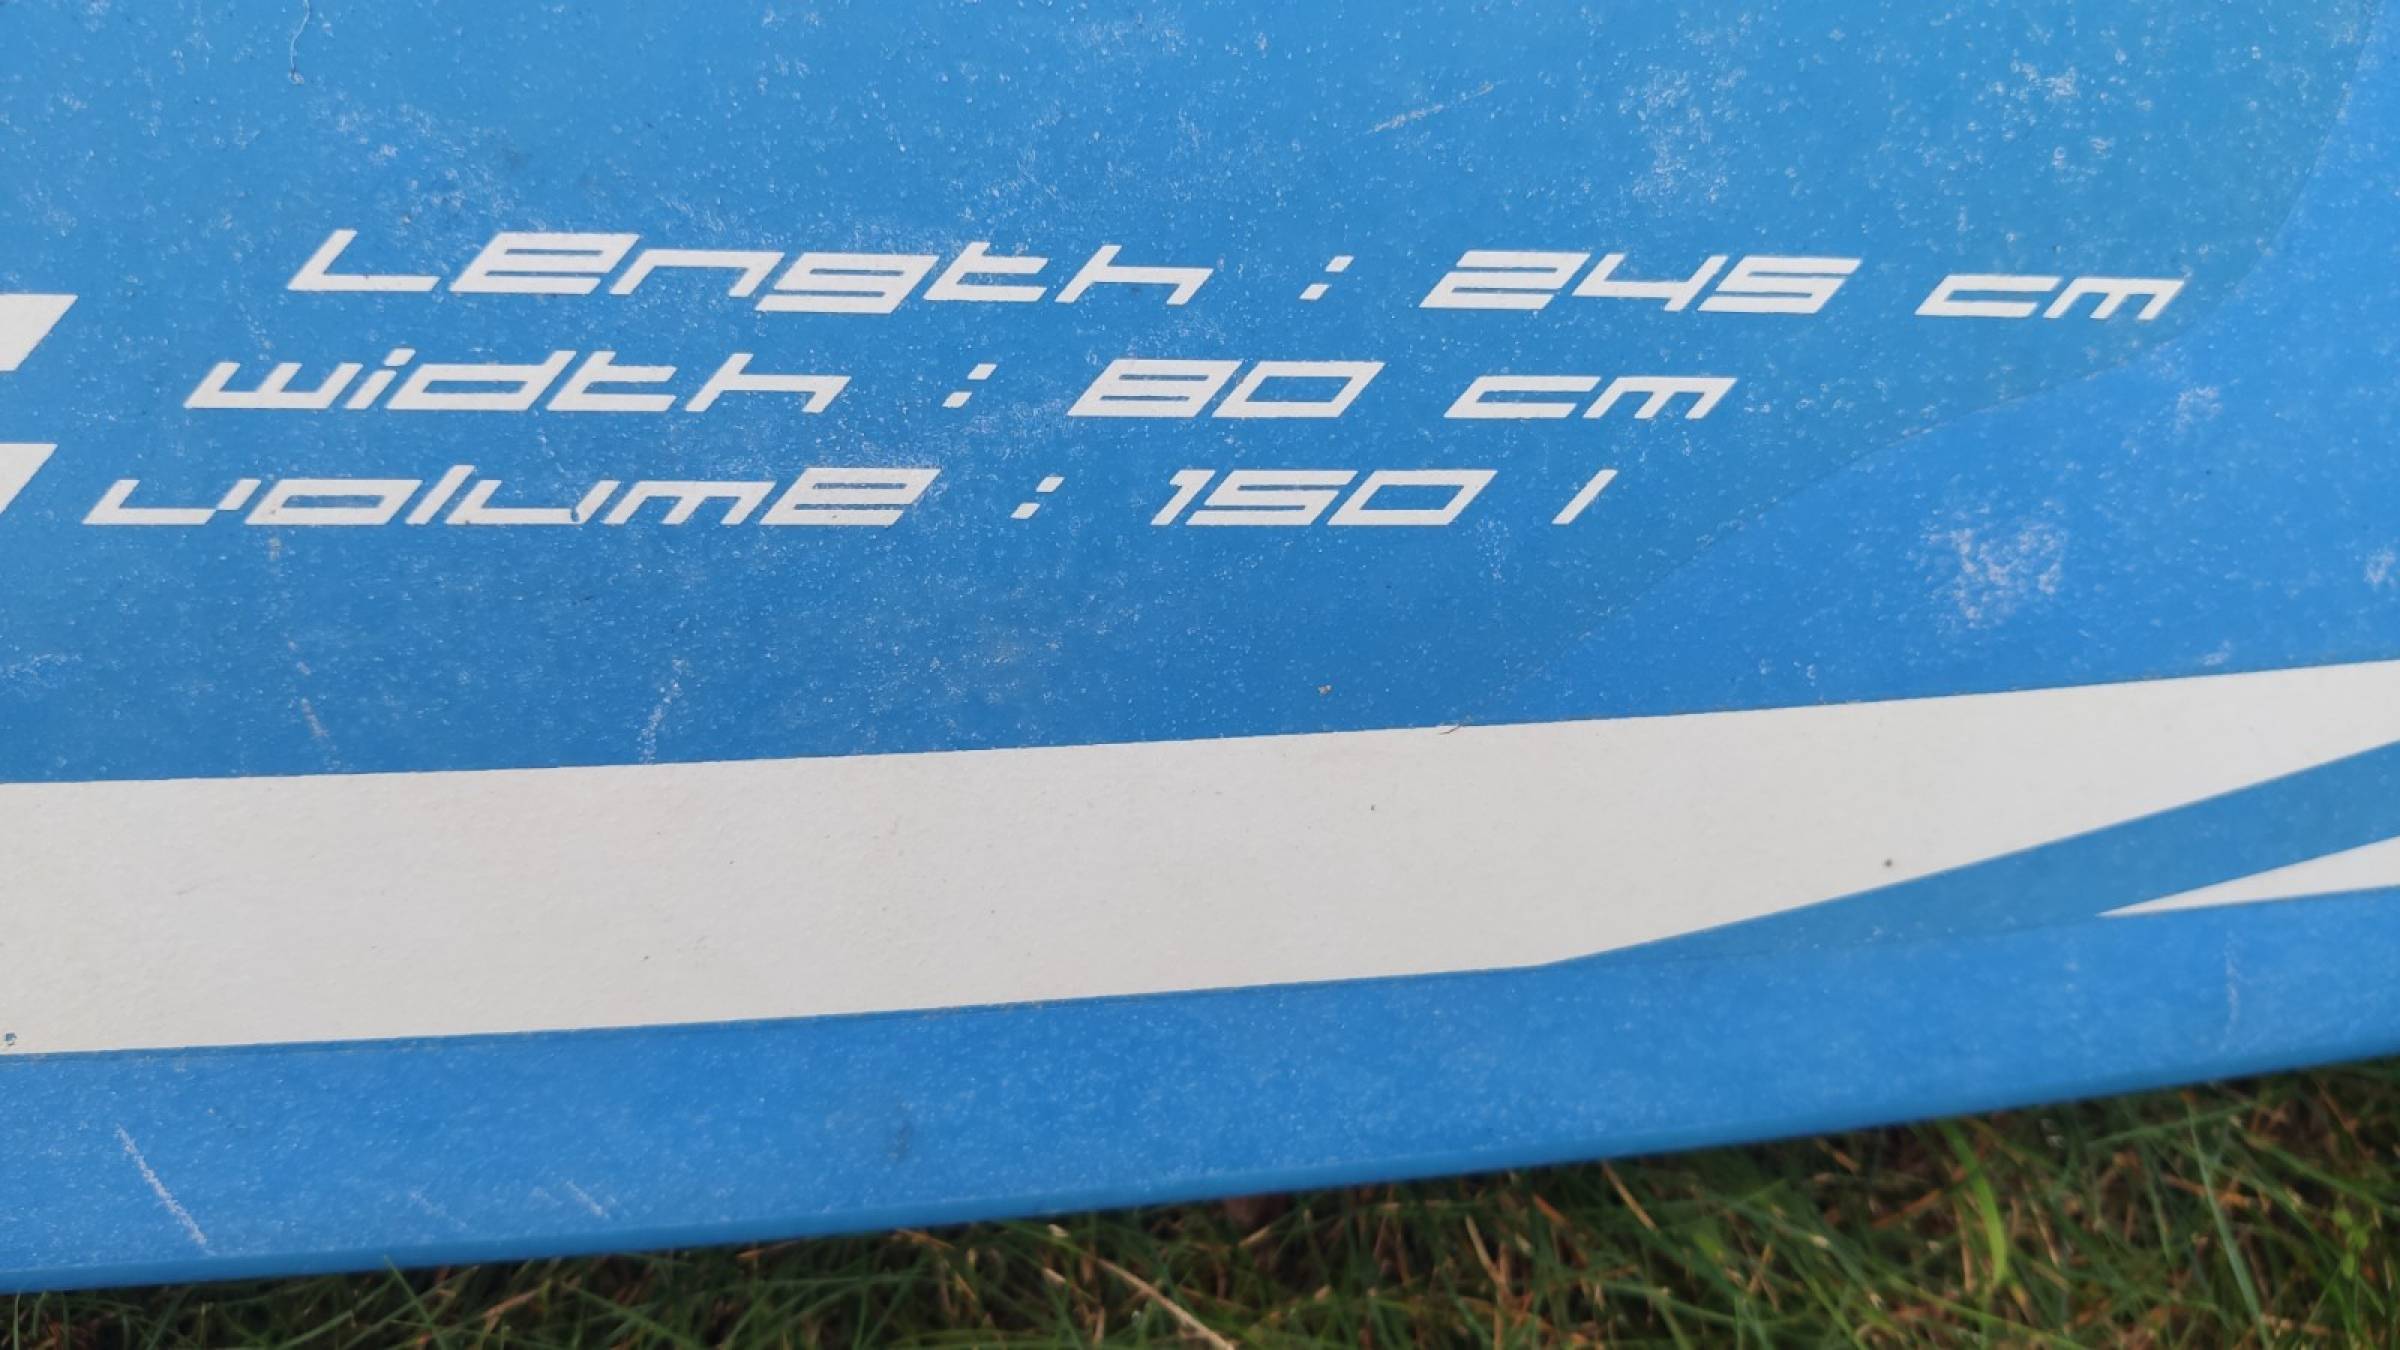 Length : 245 cm
width : 80 cm
volume : 150 l